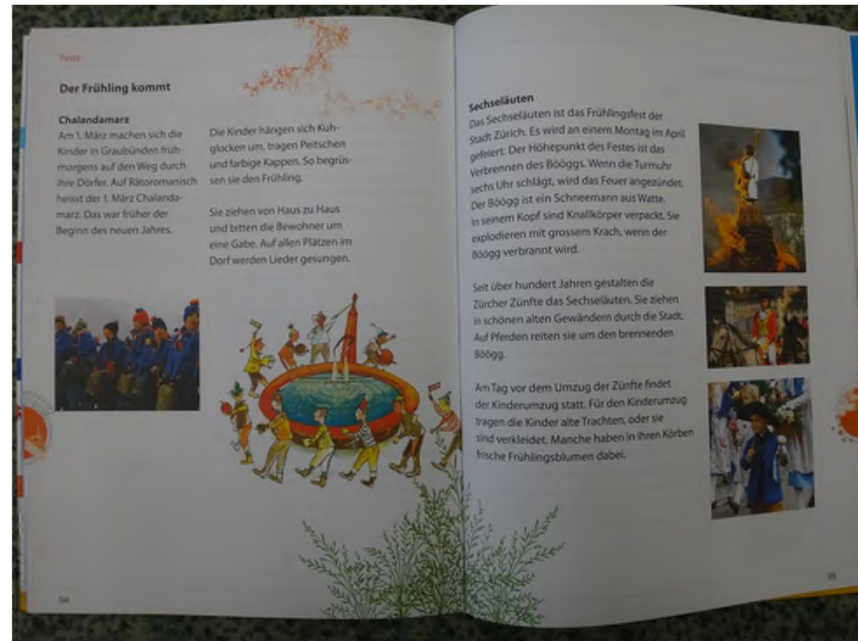 Feste
Der Frühling kommt
Chalandamarz
Am 1. März machen sich die
Kinder in Graubünden früh-
morgens auf den Weg durch
ihre Dörfer. Auf Rätoromanisch
heisst der 1. März Chalanda-
marz. Das war früher der
Beginn des neuen Jahres.
Die Kinder hängen sich Kuh-
glocken um, tragen Peitschen
und farbige Kappen. So begrüs-
sen sie den Frühling.
Sie ziehen von Haus zu Haus
und bitten die Bewohner um
eine Gabe. Auf allen Plätzen im
Dorf werden Lieder gesungen.
Sechseläuten
Das Sechseläuten ist das Frühlingsfest der
Stadt Zürich. Es wird an einem Montag im April
gefeiert. Der Höhepunkt des Festes ist das
Verbrennen des Bööggs. Wenn die Turmuhr
sechs Uhr schlägt, wird das Feuer angezündet.
Der Böögg ist ein Schneemann aus Watte.
In seinem Kopf sind Knallkörper verpackt. Sie
explodieren mit grossem Krach, wenn der
Böögg verbrannt wird.
Seit über hundert Jahren gestalten die
Zürcher Zünfte das Sechseläuten. Sie ziehen
in schönen alten Gewändern durch die Stadt.
Auf Pferden reiten sie um den brennenden
Böögg.
Am Tag vor dem Umzug der Zünfte findet
der Kinderumzug statt. Für den Kinderumzug
tragen die Kinder alte Trachten, oder sie
sind verkleidet. Manche haben in ihren Körben
frische Frühlingsblumen dabei.